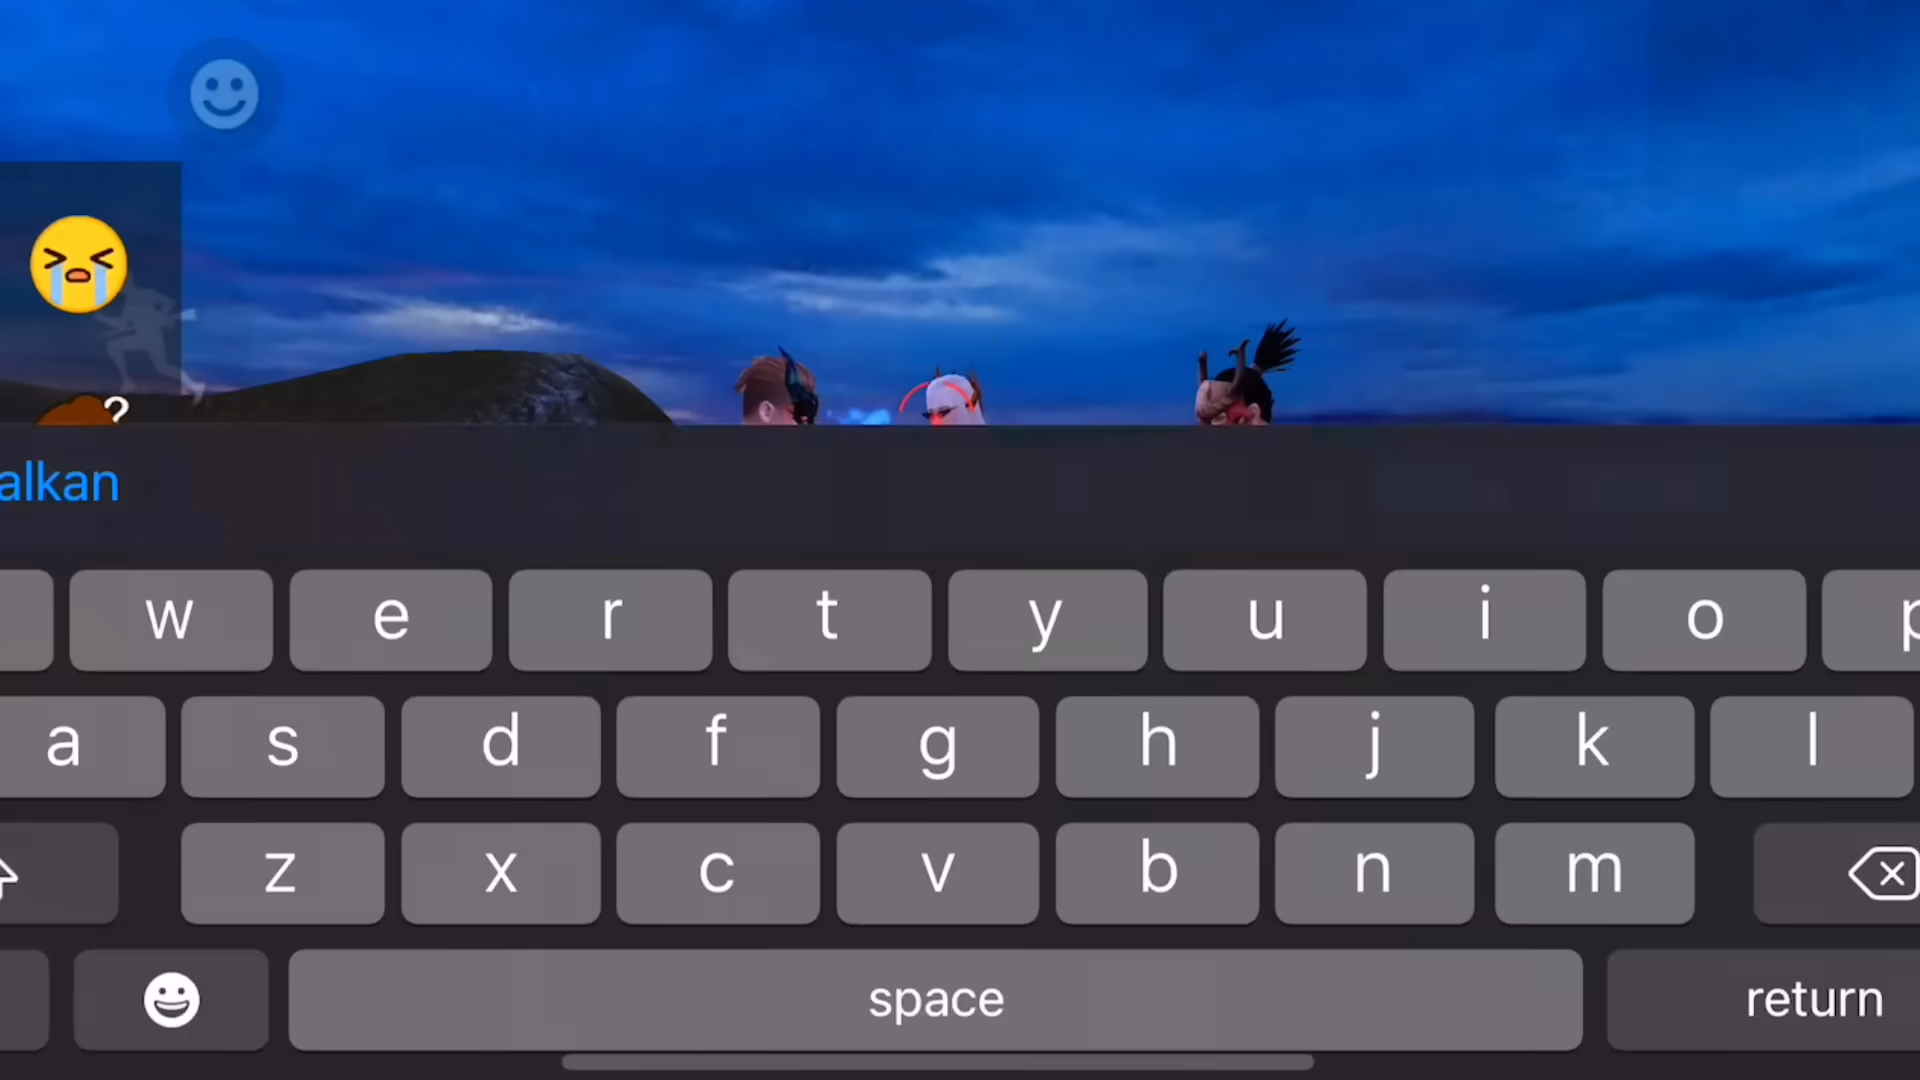 ?
alkan
w e r t y u i o p
a s d f g h j k l
z x c v b n m
space return